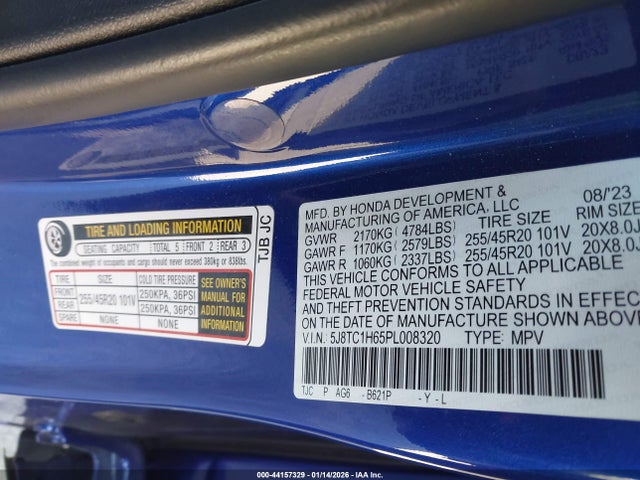 MFD. BY HONDA DEVELOPMENT & 08/'23
MANUFACTURING OF AMERICA, LLC
TIRE SIZE RIM SIZE
GVWR 2170KG (4784LBS)
GAWR F 1170KG (2579LBS) 255/45R20 101V 20X8.0J
GAWR R 1060KG (2337LBS) 255/45R20 101V 20X8.0J
THIS VEHICLE CONFORMS TO ALL APPLICABLE
FEDERAL MOTOR VEHICLE SAFETY
AND THEFT PREVENTION STANDARDS IN EFFECT
ON THE DATE OF MANUFACTURE SHOWN ABOVE
V.I.N.: 5J8TC1H65PL008320 TYPE: MPV
TJC P AG6 - B621P - Y - L
TIRE AND LOADING INFORMATION
SEATING CAPACITY TOTAL 5 FRONT 2 REAR 3
The combined weight of occupants and cargo should never exceed 380kg or 838lbs.
TIRE SIZE COLD TIRE PRESSURE
FRONT 255/45R20 101V 250KPA, 36PSI
REAR 255/45R20 101V 250KPA, 36PSI
SPARE NONE NONE
SEE OWNER'S
MANUAL FOR
ADDITIONAL
INFORMATION
TJB JC
000-44157329 - 01/14/2026 - IAA Inc.